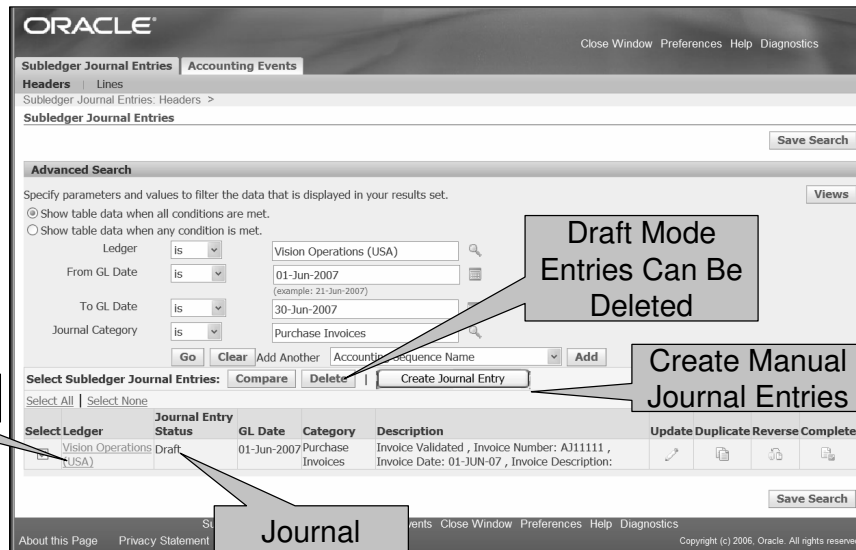 ORACLE®
Close Window Preferences Help Diagnostics
Subledger Journal Entries Accounting Events
Headers | Lines
Subledger Journal Entries: Headers >
Subledger Journal Entries
Save Search
Advanced Search
Specify parameters and values to filter the data that is displayed in your results set.
Views
Show table data when all conditions are met.
Show table data when any condition is met.
Ledger is Vision Operations (USA)
From GL Date is 01-Jun-2007
(example: 21-Jun-2007)
To GL Date is 30-Jun-2007
Journal Category is Purchase Invoices
Draft Mode
Entries Can Be
Deleted
Go Clear Add Another Accounting Sequence Name Add
Select Subledger Journal Entries: Compare Delete | Create Journal Entry
Create Manual
Journal Entries
Select All | Select None
Select Ledger Journal Entry Status GL Date Category Description Update Duplicate Reverse Complete
Vision Operations (USA) Draft 01-Jun-2007 Purchase Invoices Invoice Validated , Invoice Number: AJ11111 ,
Invoice Date: 01-JUN-07 , Invoice Description:
Save Search
Journal
Close Window Preferences Help Diagnostics
About this Page Privacy Statement
Copyright (c) 2006, Oracle. All rights reserve